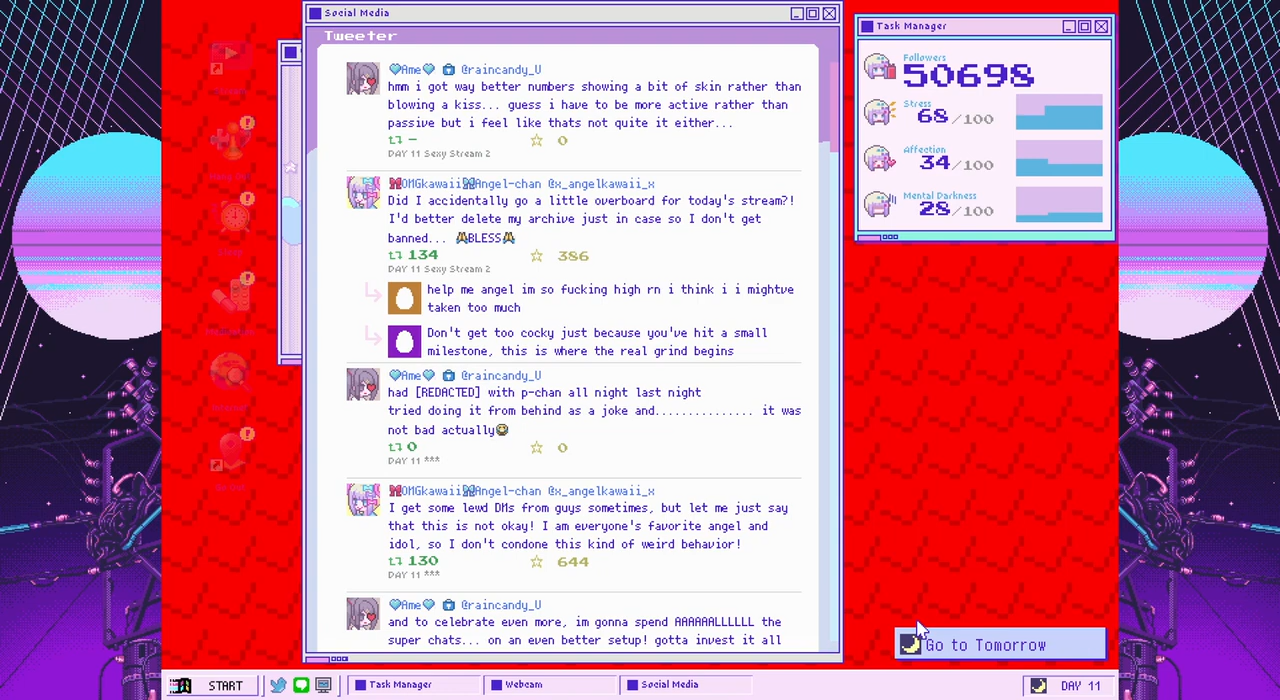 Social Media
Tweeter
Ame @raincandy_U
hmm i got way better numbers showing a bit of skin rather than
blowing a kiss... guess i have to be more active rather than
passive but i feel like thats not quite it either...
– 0
DAY 11 Sexy Stream 2
OMGkawaiiAngel-chan @x_angelkawaii_x
Did I accidentally go a little overboard for today's stream?!
I'd better delete my archive just in case so I don't get
banned... 🙏BLESS🙏
134 386
DAY 11 Sexy Stream 2
help me angel im so fucking high rn i think i i mightve
taken too much
Don't get too cocky just because you've hit a small
milestone, this is where the real grind begins
Ame @raincandy_U
had [REDACTED] with p-chan all night last night
tried doing it from behind as a joke and............... it was
not bad actually
0 0
DAY 11 ***
OMGkawaiiAngel-chan @x_angelkawaii_x
I get some lewd DMs from guys sometimes, but let me just say
that this is not okay! I am everyone's favorite angel and
idol, so I don't condone this kind of weird behavior!
130 644
DAY 11 ***
Ame @raincandy_U
and to celebrate even more, im gonna spend AAAAAALLLLLL the
super chats... on an even better setup! gotta invest it all
Task Manager
Followers
50698
Stress
68/100
Affection
34/100
Mental Darkness
28/100
Go to Tomorrow
START
Task Manager
Webcam
Social Media
DAY 11